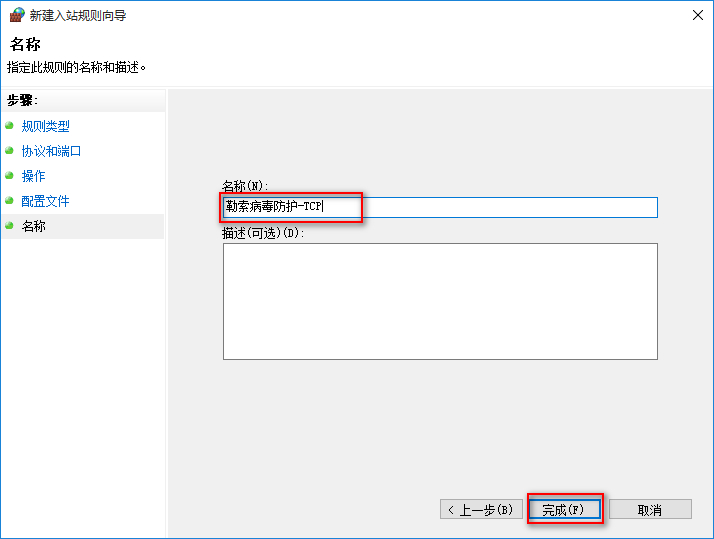 新建入站规则向导
名称
指定此规则的名称和描述。
步骤:
规则类型
协议和端口
操作
配置文件
名称
名称(N):
勒索病毒防护-TCP
描述(可选)(D):
< 上一步(B)
完成(F)
取消